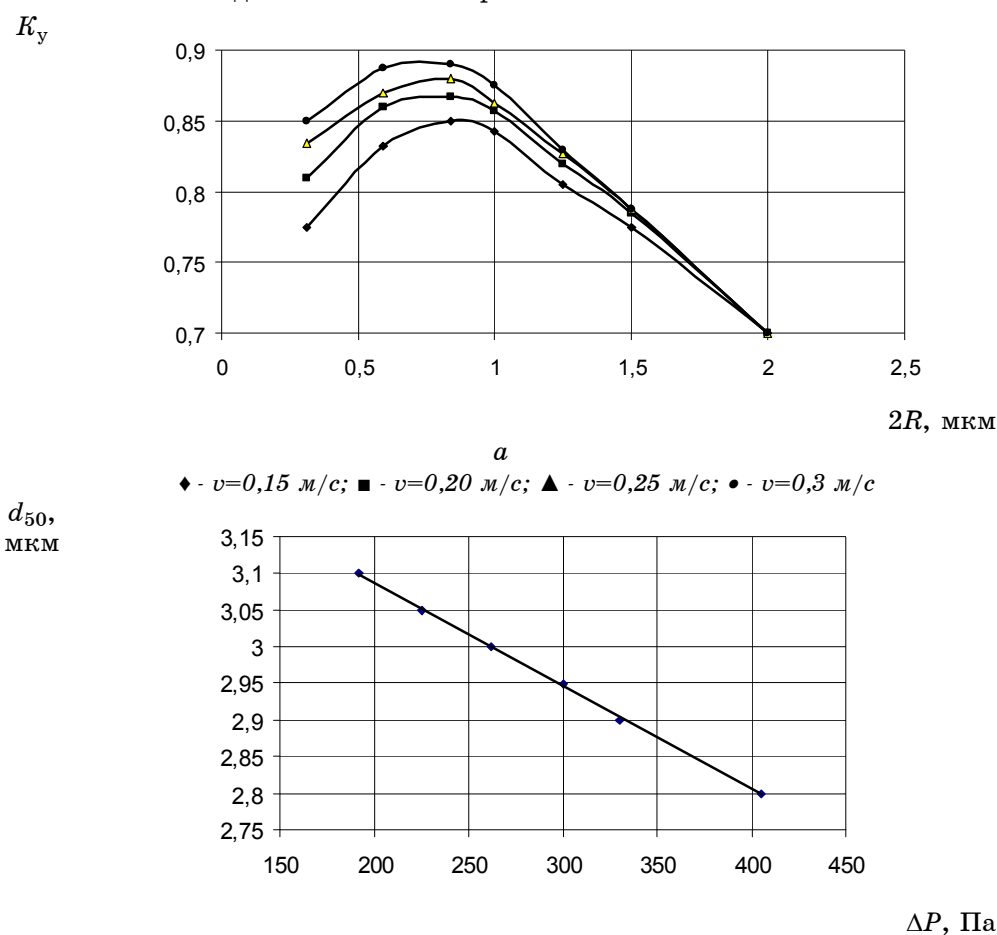 K_у
0,9
0,85
0,8
0,75
0,7
0 0,5 1 1,5 2 2,5
2R, мкм
а
♦ - v=0,15 м/с; ■ - v=0,20 м/с; ▲ - v=0,25 м/с; ● - v=0,3 м/с
d₅₀,
мкм
3,15
3,1
3,05
3
2,95
2,9
2,85
2,8
2,75
150 200 250 300 350 400 450
ΔP, Па